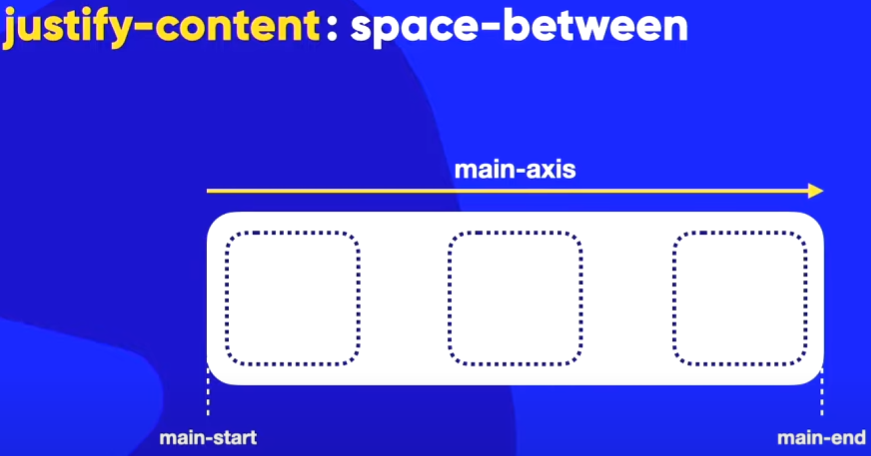 justify-content: space-between
main-axis
main-start
main-end